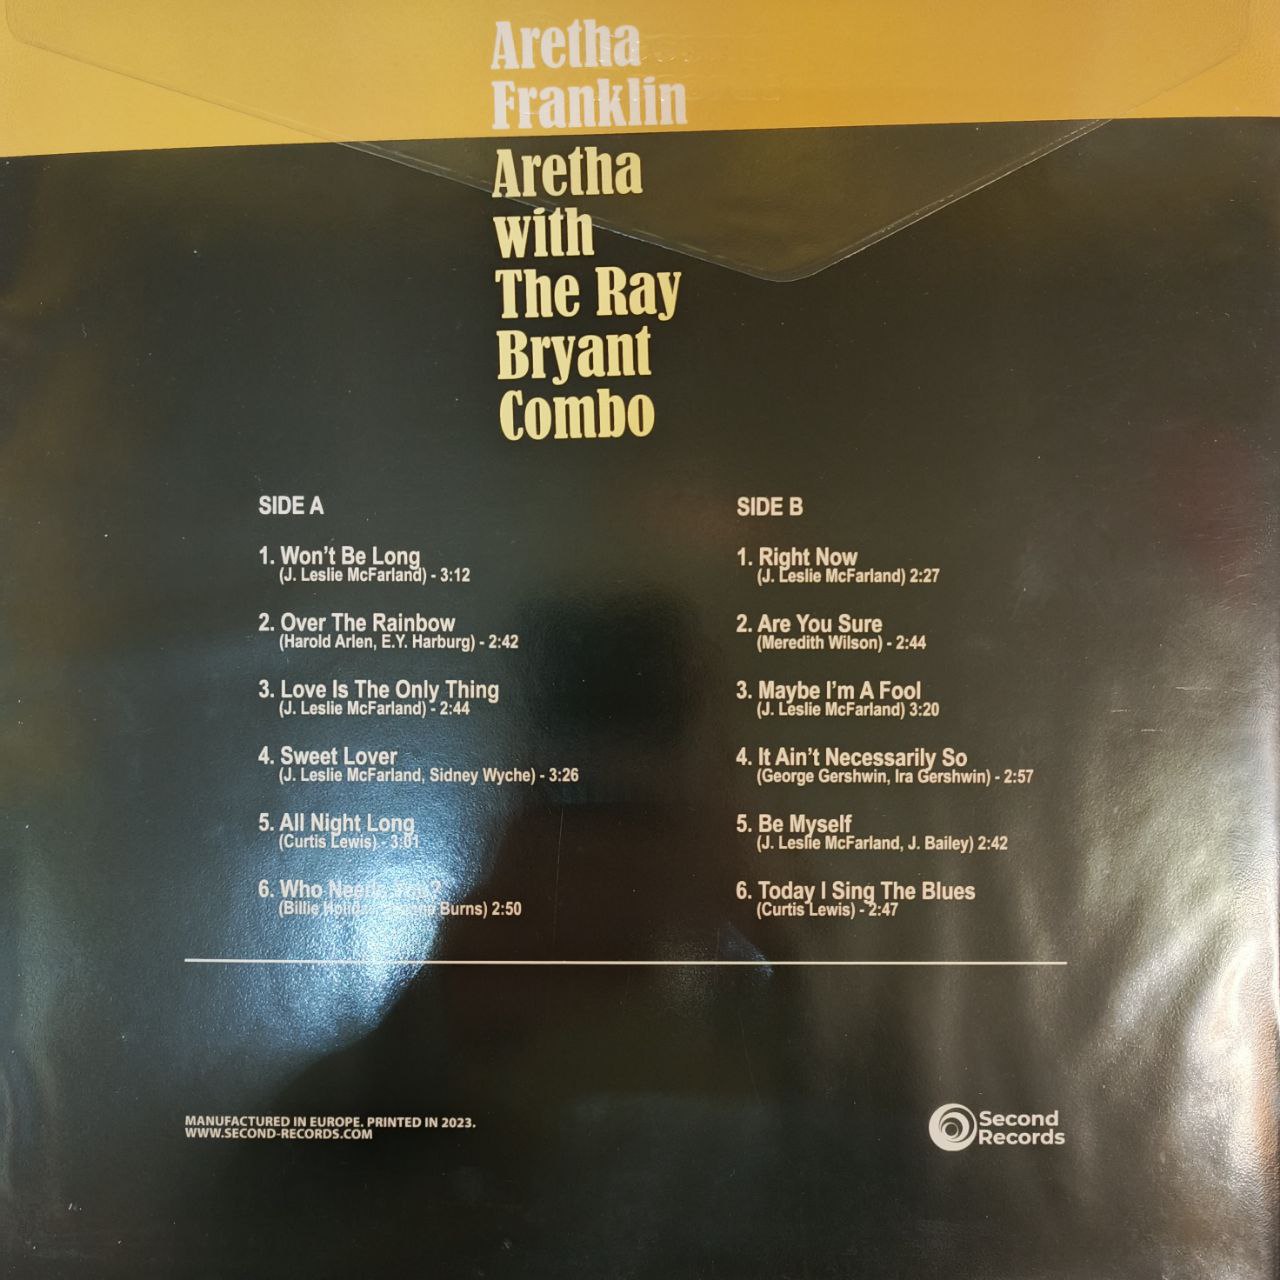 Aretha
Franklin
Aretha
with
The Ray
Bryant
Combo
SIDE A
1. Won't Be Long
(J. Leslie McFarland) - 3:12
2. Over The Rainbow
(Harold Arlen, E.Y. Harburg) - 2:42
3. Love Is The Only Thing
(J. Leslie McFarland) - 2:44
4. Sweet Lover
(J. Leslie McFarland, Sidney Wyche) - 3:26
5. All Night Long
(Curtis Lewis) - 3:01
6. Who Needs You?
(Billie Burns) 2:50
SIDE B
1. Right Now
(J. Leslie McFarland) 2:27
2. Are You Sure
(Meredith Wilson) - 2:44
3. Maybe I'm A Fool
(J. Leslie McFarland) 3:20
4. It Ain't Necessarily So
(George Gershwin, Ira Gershwin) - 2:57
5. Be Myself
(J. Leslie McFarland, J. Bailey) 2:42
6. Today I Sing The Blues
(Curtis Lewis) - 2:47
MANUFACTURED IN EUROPE. PRINTED IN 2023.
WWW.SECOND-RECORDS.COM
Second
Records